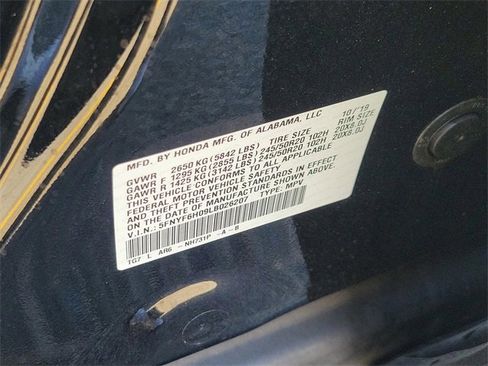 MFD. BY HONDA MFG. OF ALABAMA, LLC 10/'19
TIRE SIZE RIM SIZE
GVWR 2650 KG (5842 LBS)
GAWR F 1295 KG (2855 LBS) 245/50R20 102H 20X8.0J
GAWR R 1425 KG (3142 LBS) 245/50R20 102H 20X8.0J
THIS VEHICLE CONFORMS TO ALL APPLICABLE
FEDERAL MOTOR VEHICLE SAFETY STANDARDS IN EFFECT
ON THE DATE OF MANUFACTURE SHOWN ABOVE.
V.I.N.: 5FNYF6H09LB026207 TYPE: MPV
TG7 L AR6 - NH731P -A -B